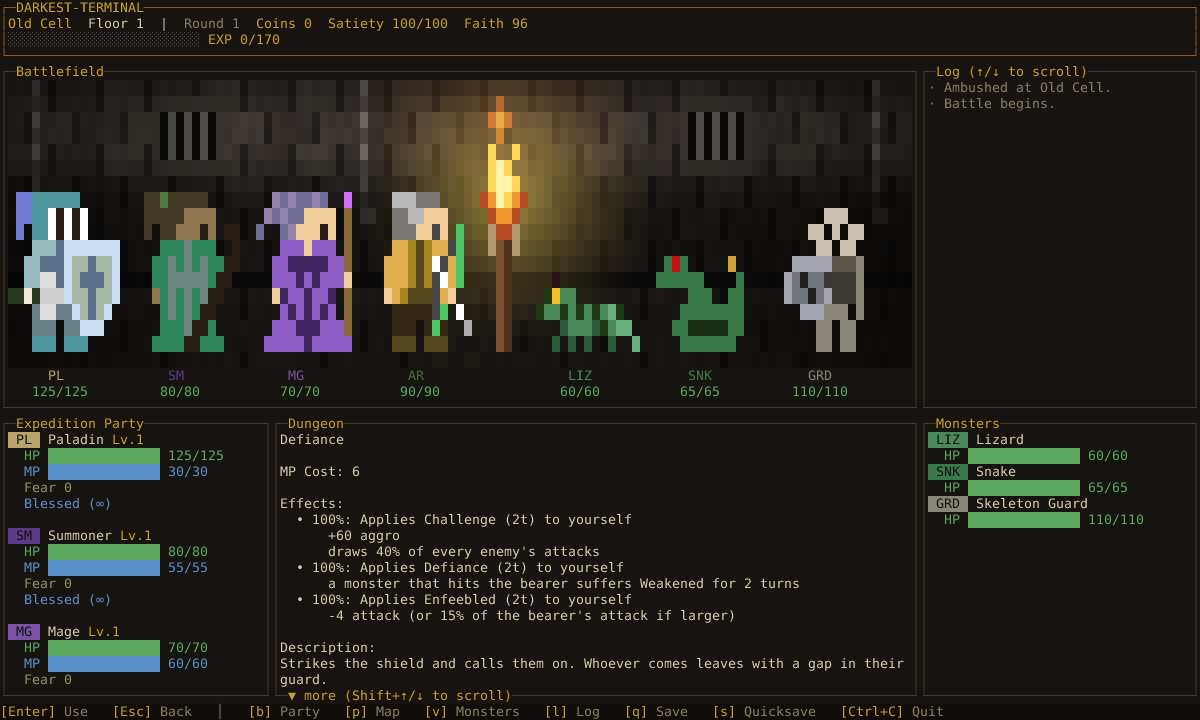 DARKEST-TERMINAL
Old Cell  Floor 1  |  Round 1  Coins 0  Satiety 100/100  Faith 96
EXP 0/170
Battlefield
PL SM MG AR LIZ SNK GRD
125/125 80/80 70/70 90/90 60/60 65/65 110/110
Log (↑/↓ to scroll)
· Ambushed at Old Cell.
· Battle begins.
Expedition Party
PL Paladin Lv.1
HP 125/125
MP 30/30
Fear 0
Blessed (∞)
SM Summoner Lv.1
HP 80/80
MP 55/55
Fear 0
Blessed (∞)
MG Mage Lv.1
HP 70/70
MP 60/60
Fear 0
Dungeon
Defiance
MP Cost: 6
Effects:
• 100%: Applies Challenge (2t) to yourself
+60 aggro
draws 40% of every enemy's attacks
• 100%: Applies Defiance (2t) to yourself
a monster that hits the bearer suffers Weakened for 2 turns
• 100%: Applies Enfeebled (2t) to yourself
-4 attack (or 15% of the bearer's attack if larger)
Description:
Strikes the shield and calls them on. Whoever comes leaves with a gap in their
guard.
▼ more (Shift+↑/↓ to scroll)
Monsters
LIZ Lizard
HP 60/60
SNK Snake
HP 65/65
GRD Skeleton Guard
HP 110/110
[Enter] Use  [Esc] Back  │  [b] Party  [p] Map  [v] Monsters  [l] Log  [q] Save  [s] Quicksave  [Ctrl+C] Quit